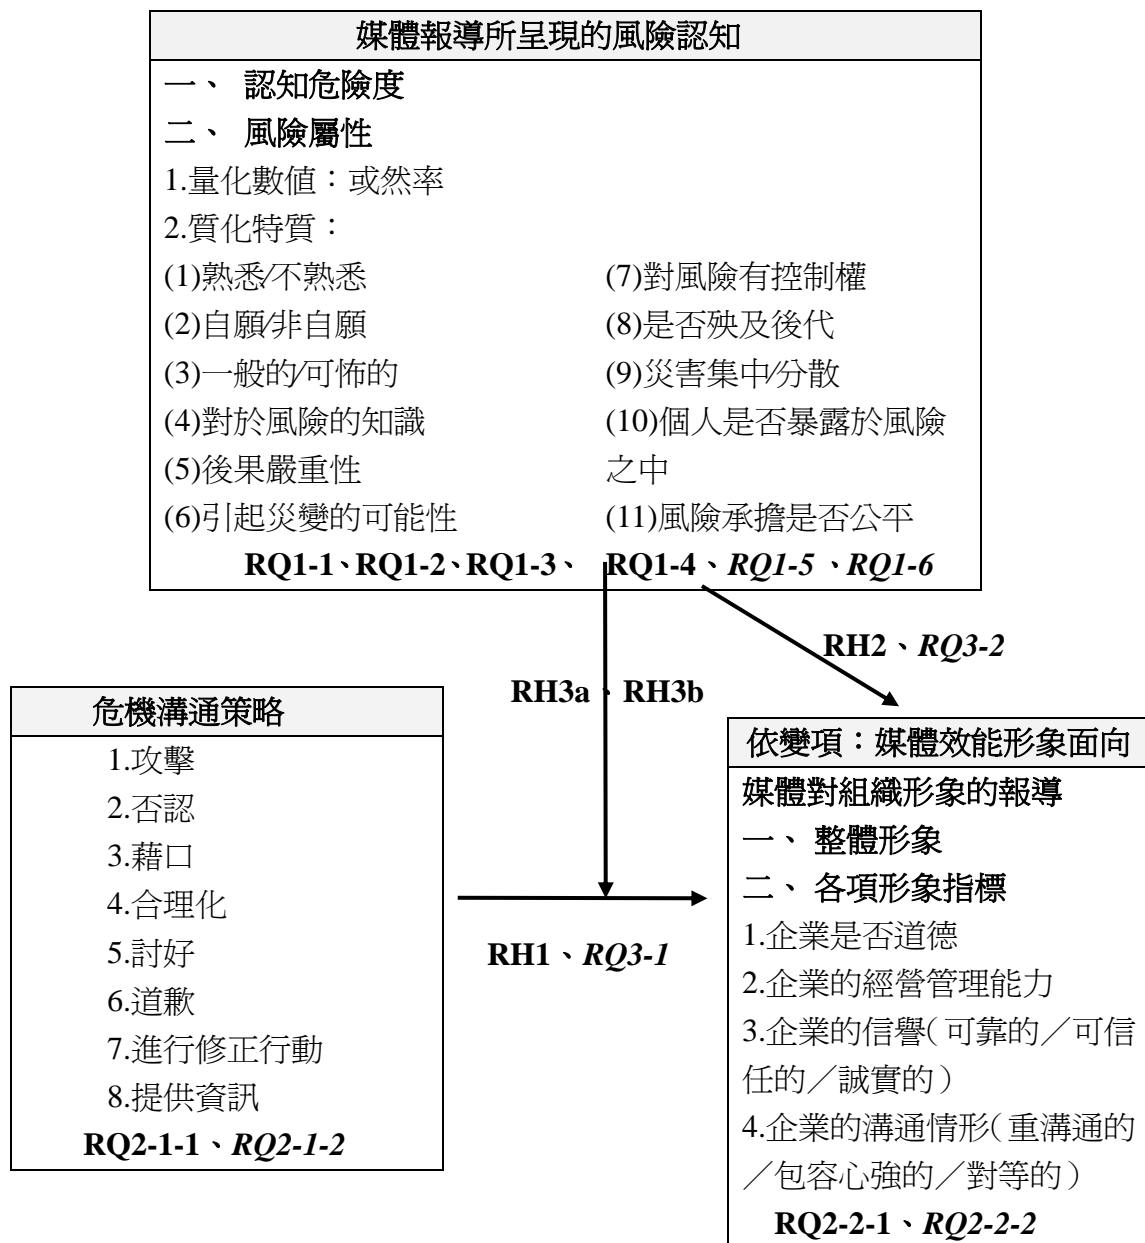 媒體報導所呈現的風險認知
一、 認知危險度
二、 風險屬性
1.量化數值：或然率
2.質化特質：
(1)熟悉/不熟悉
(2)自願/非自願
(3)一般的/可怖的
(4)對於風險的知識
(5)後果嚴重性
(6)引起災變的可能性
(7)對風險有控制權
(8)是否殃及後代
(9)災害集中/分散
(10)個人是否暴露於風險
之中
(11)風險承擔是否公平
RQ1-1、RQ1-2、RQ1-3、 RQ1-4、RQ1-5、RQ1-6
RH2、RQ3-2
RH3a、RH3b
危機溝通策略
1.攻擊
2.否認
3.藉口
4.合理化
5.討好
6.道歉
7.進行修正行動
8.提供資訊
RQ2-1-1、RQ2-1-2
RH1、RQ3-1
依變項：媒體效能形象面向
媒體對組織形象的報導
一、 整體形象
二、 各項形象指標
1.企業是否道德
2.企業的經營管理能力
3.企業的信譽（可靠的／可信
任的／誠實的）
4.企業的溝通情形（重溝通的
／包容心強的／對等的）
RQ2-2-1、RQ2-2-2